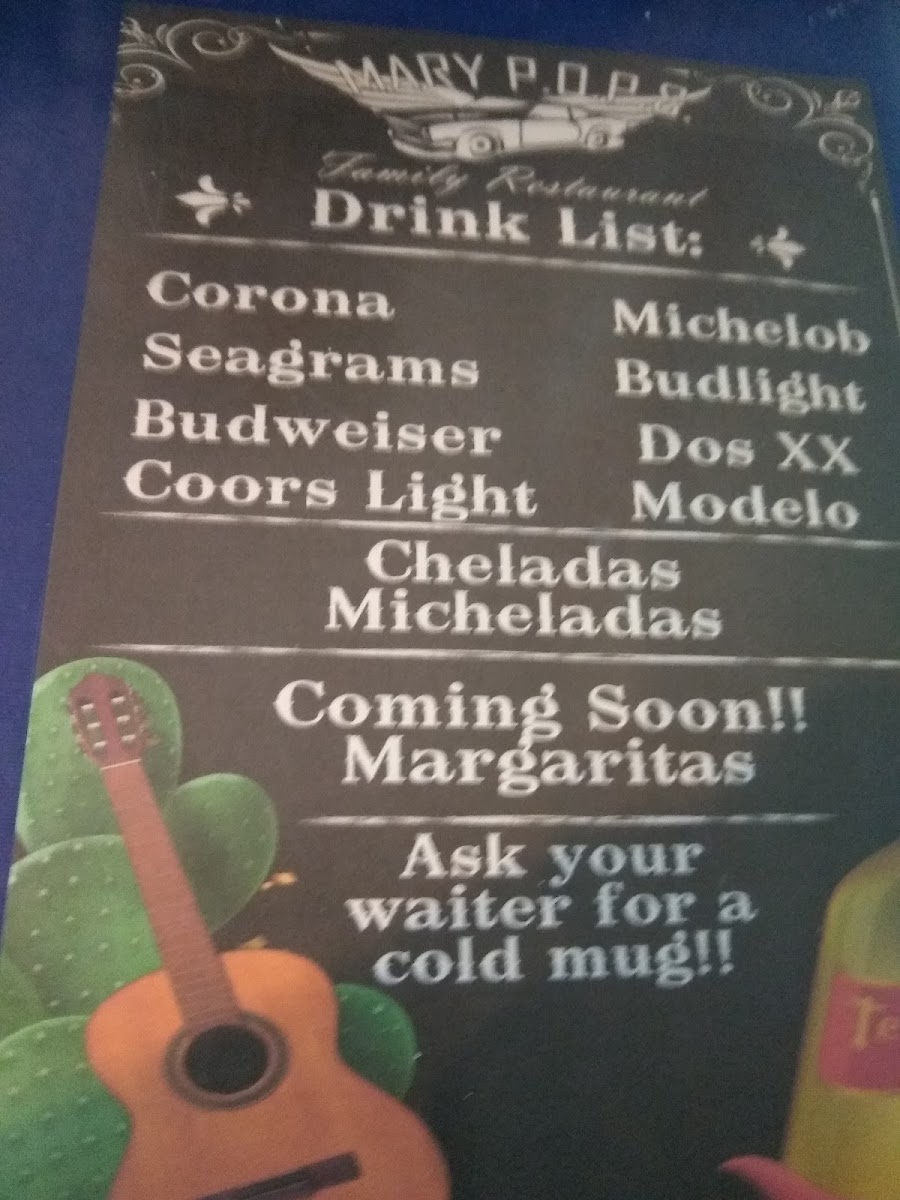 MARY P.O.P.s.
Family Restaurant
Drink List:
Corona
Seagrams
Budweiser
Coors Light
Michelob
Budlight
Dos XX
Modelo
Cheladas
Micheladas
Coming Soon!!
Margaritas
Ask your
waiter for a
cold mug!!
Te